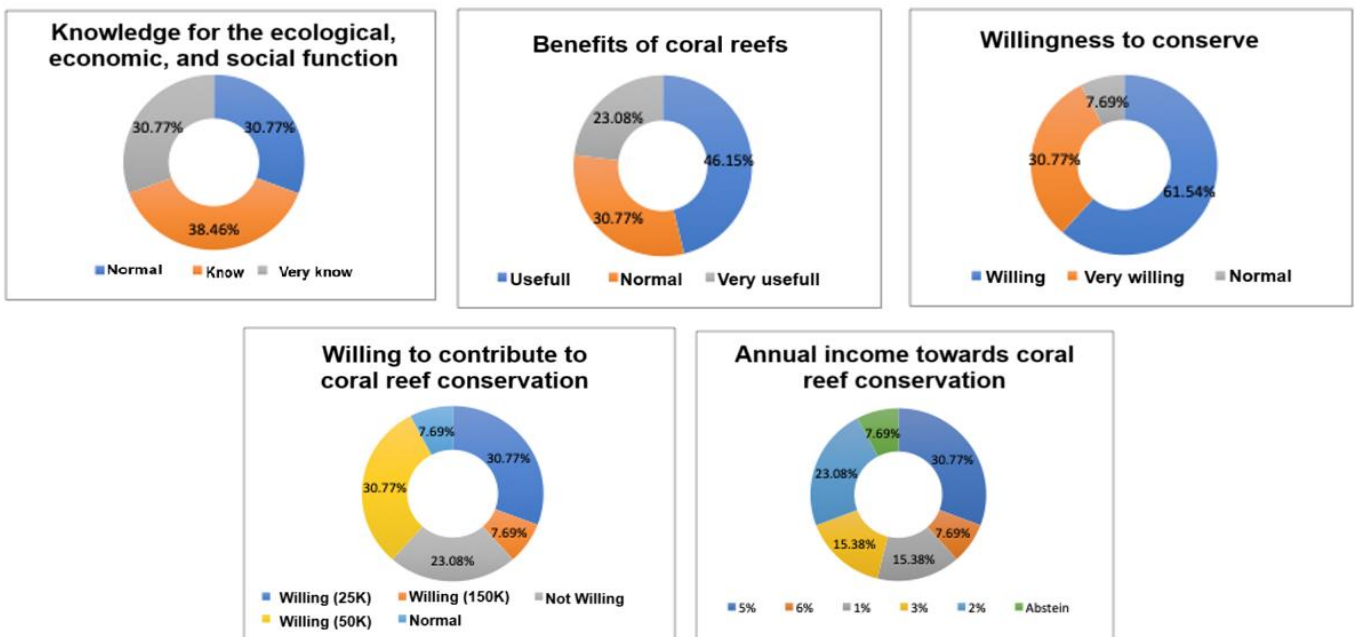 Knowledge for the ecological,
economic, and social function
30.77%
30.77%
38.46%
Normal Know Very know
Benefits of coral reefs
23.08%
46.15%
30.77%
Usefull Normal Very usefull
Willingness to conserve
7.69%
30.77%
61.54%
Willing Very willing Normal
Willing to contribute to
coral reef conservation
7.69%
30.77%
30.77%
7.69%
23.08%
Willing (25K) Willing (150K) Not Willing
Willing (50K) Normal
Annual income towards coral
reef conservation
7.69%
30.77%
23.08%
7.69%
15.38%
15.38%
5% 6% 1% 3% 2% Abstein